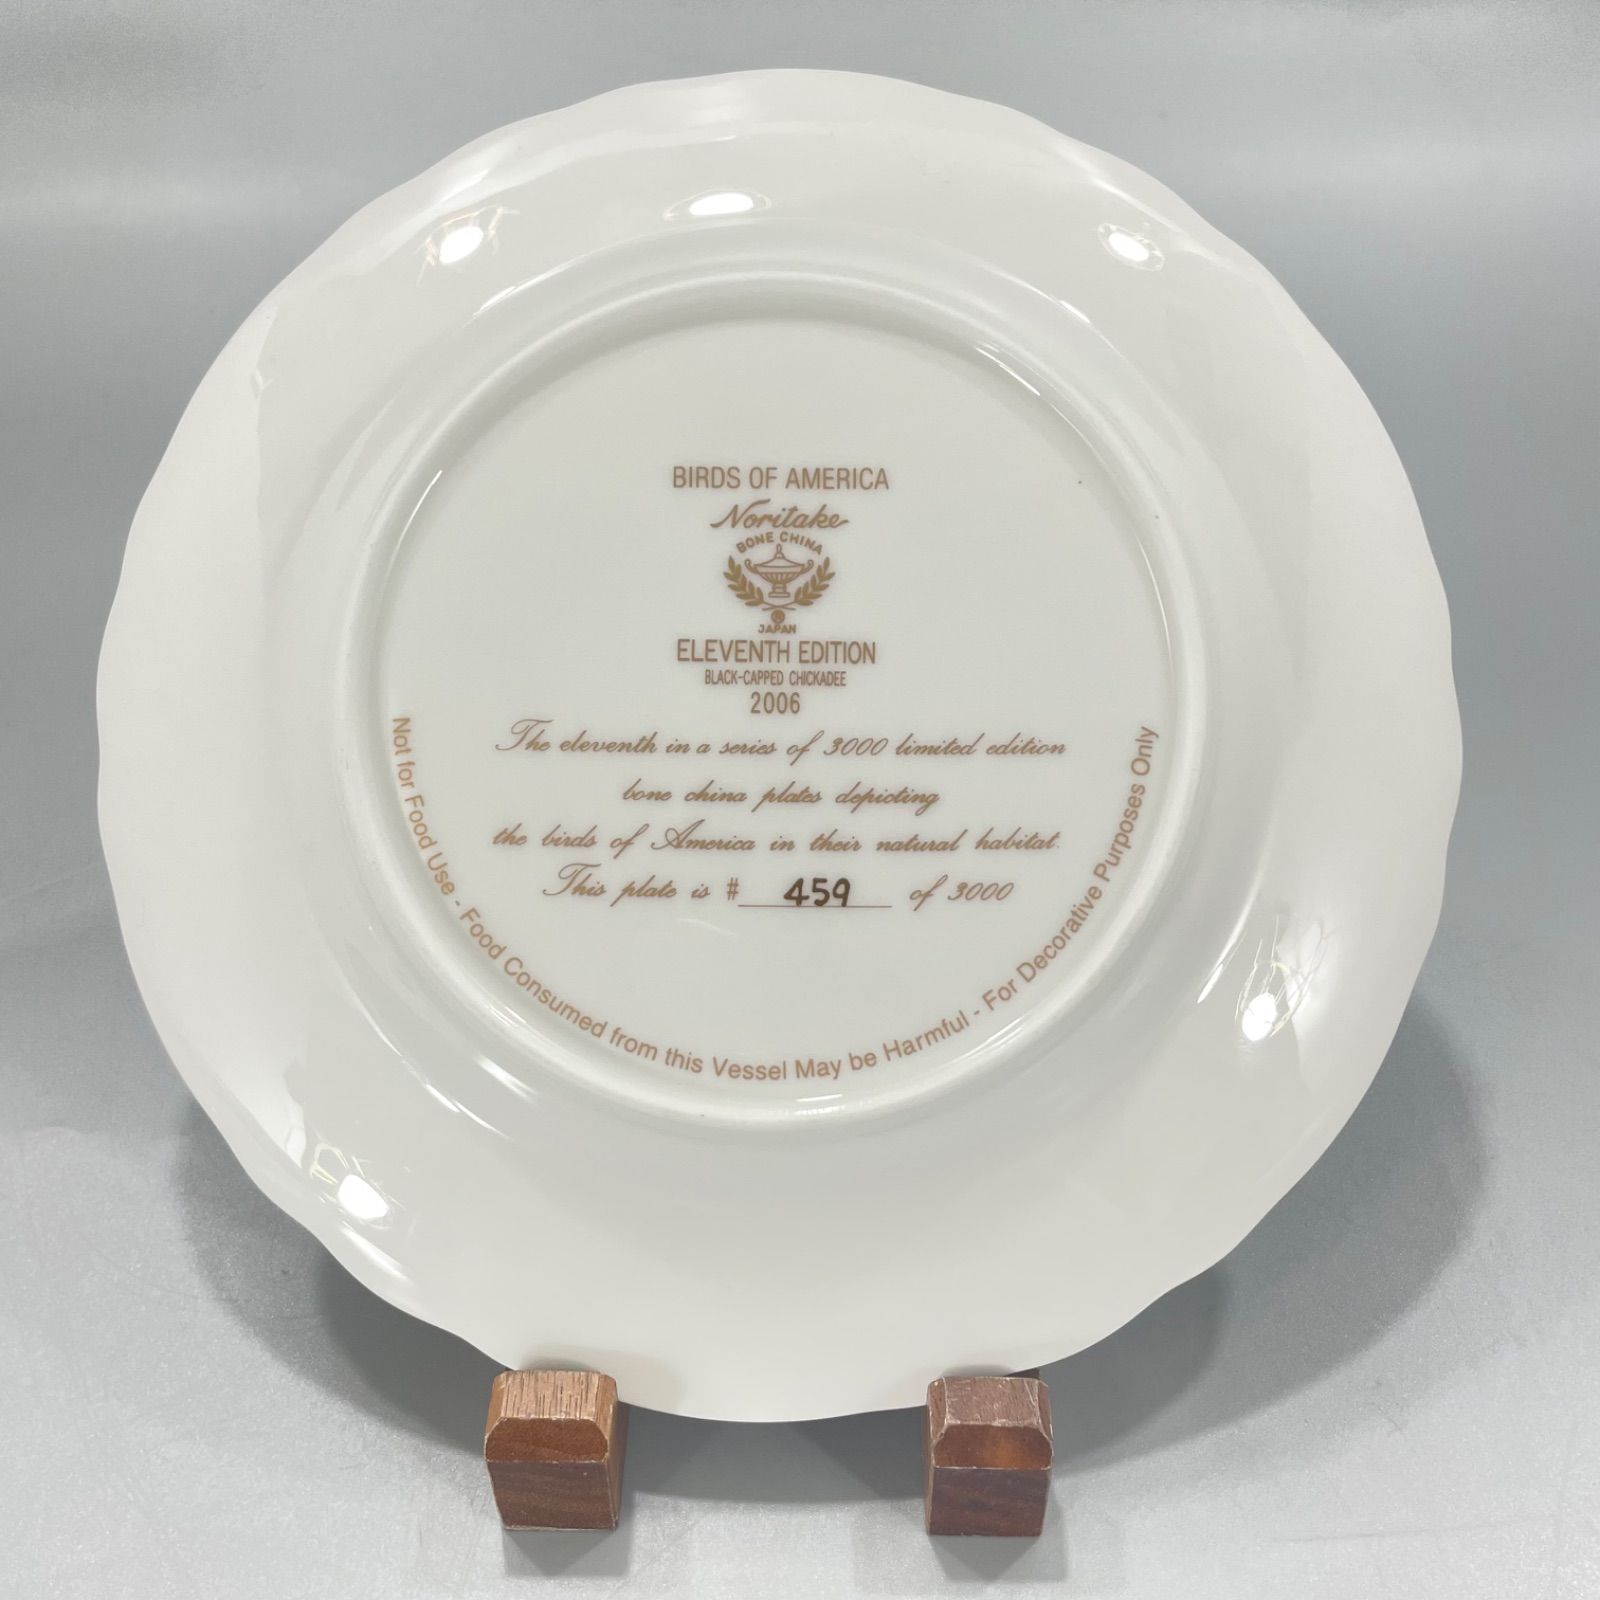 BIRDS OF AMERICA
Noritake
BONE CHINA
®
JAPAN
ELEVENTH EDITION
BLACK-CAPPED CHICKADEE
2006
The eleventh in a series of 3000 limited edition
bone china plates depicting
the birds of America in their natural habitat.
This plate is # 459 of 3000
Not for Food Use - Food Consumed from this Vessel May be Harmful - For Decorative Purposes Only